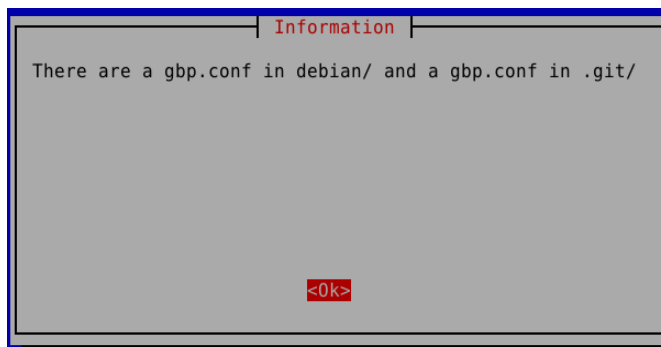 Information
There are a gbp.conf in debian/ and a gbp.conf in .git/
<Ok>